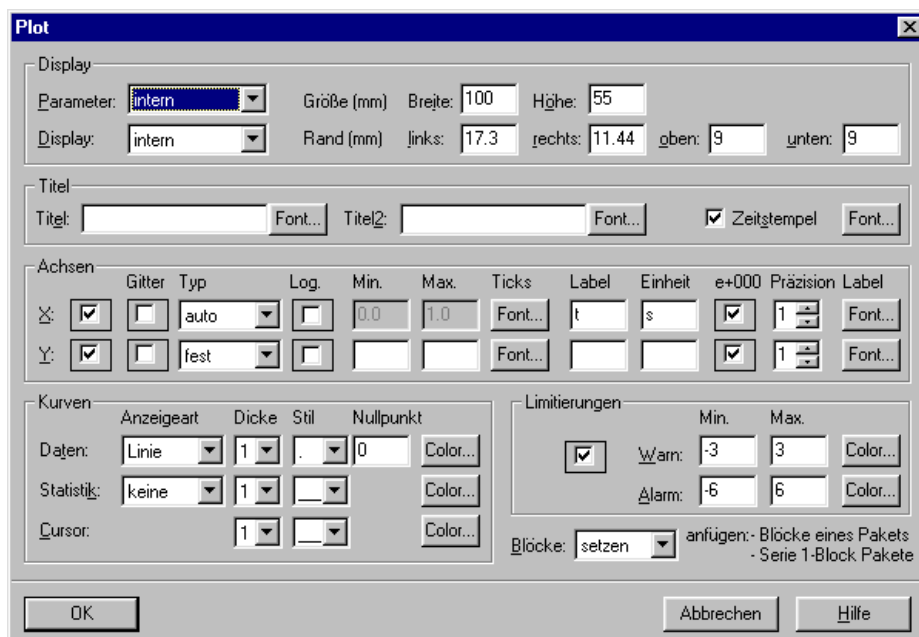 Plot
Display
Parameter: intern Größe (mm) Breite: 100 Höhe: 55
Display: intern Rand (mm) links: 17.3 rechts: 11.44 oben: 9 unten: 9
Titel
Titel: Font... Titel2: Font... Zeitstempel Font...
Achsen
Gitter Typ Log. Min. Max. Ticks Label Einheit e+000 Präzision Label
X: auto 0.0 1.0 Font... t s 1 Font...
Y: fest Font... 1 Font...
Kurven
Anzeigeart Dicke Stil Nullpunkt
Daten: Linie 1 . 0 Color...
Statistik: keine 1 __ Color...
Cursor: 1 __ Color...
Limitierungen
Min. Max.
Warn: -3 3 Color...
Alarm: -6 6 Color...
Blöcke: setzen anfügen:- Blöcke eines Pakets
- Serie 1-Block Pakete
OK Abbrechen Hilfe